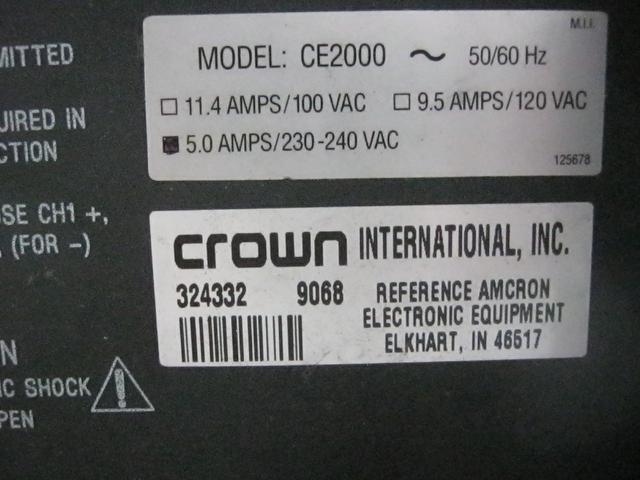 M.I.I.
MITTED
MODEL: CE2000 ~ 50/60 Hz
11.4 AMPS/100 VAC 9.5 AMPS/120 VAC
UIRED IN
5.0 AMPS/230-240 VAC
CTION
125678
SE CH1 +,
(FOR -)
crown INTERNATIONAL, INC.
324332 9068 REFERENCE AMCRON
ELECTRONIC EQUIPMENT
ELKHART, IN 46517
N
IC SHOCK
PEN